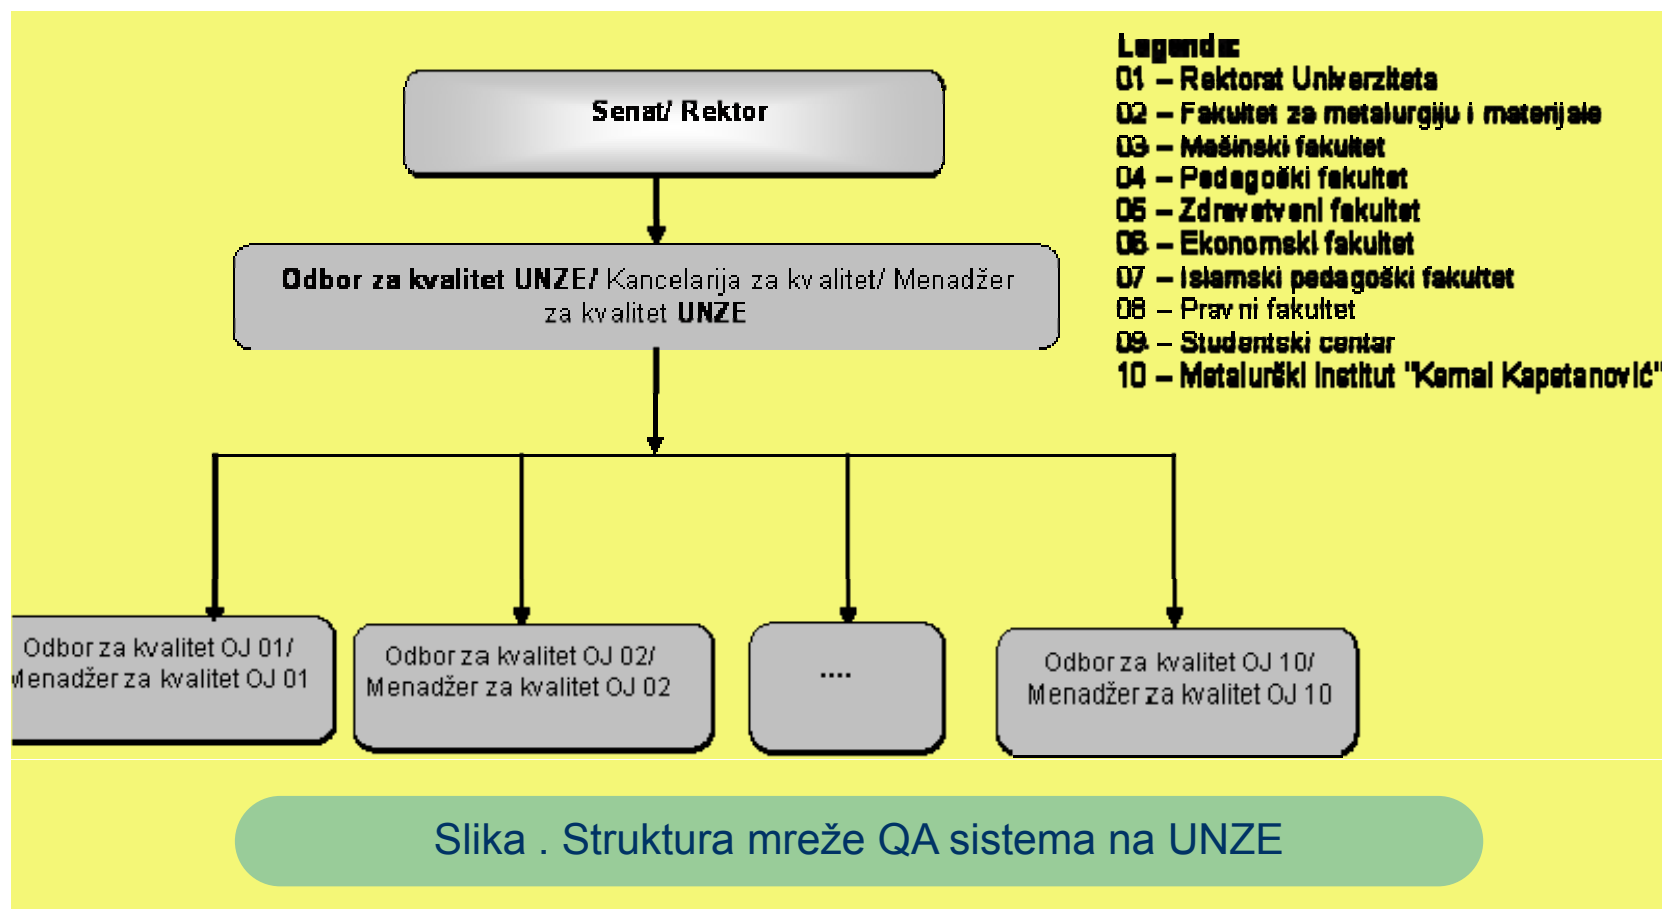 Senat/ Rektor
Odbor za kvalitet UNZE/ Kancelarija za kvalitet/ Menadžer
za kvalitet UNZE
Legenda:
01 – Rektorat Univerziteta
02 – Fakultet za metalurgiju i materijale
03 – Mašinski fakultet
04 – Pedagoški fakultet
05 – Zdravstveni fakultet
06 – Ekonomski fakultet
07 – Islamski pedagoški fakultet
08 – Pravni fakultet
09 – Studentski centar
10 – Metalurški Institut "Kemal Kapetanović"
Odbor za kvalitet OJ 01/
Menadžer za kvalitet OJ 01
Odbor za kvalitet OJ 02/
Menadžer za kvalitet OJ 02
....
Odbor za kvalitet OJ 10/
Menadžer za kvalitet OJ 10
Slika . Struktura mreže QA sistema na UNZE